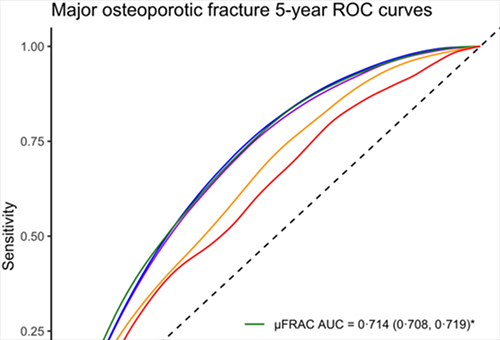 Major osteoporotic fracture 5-year ROC curves
1.00
0.75
0.50
0.25
Sensitivity
µFRAC AUC = 0·714 (0·708, 0·719)*